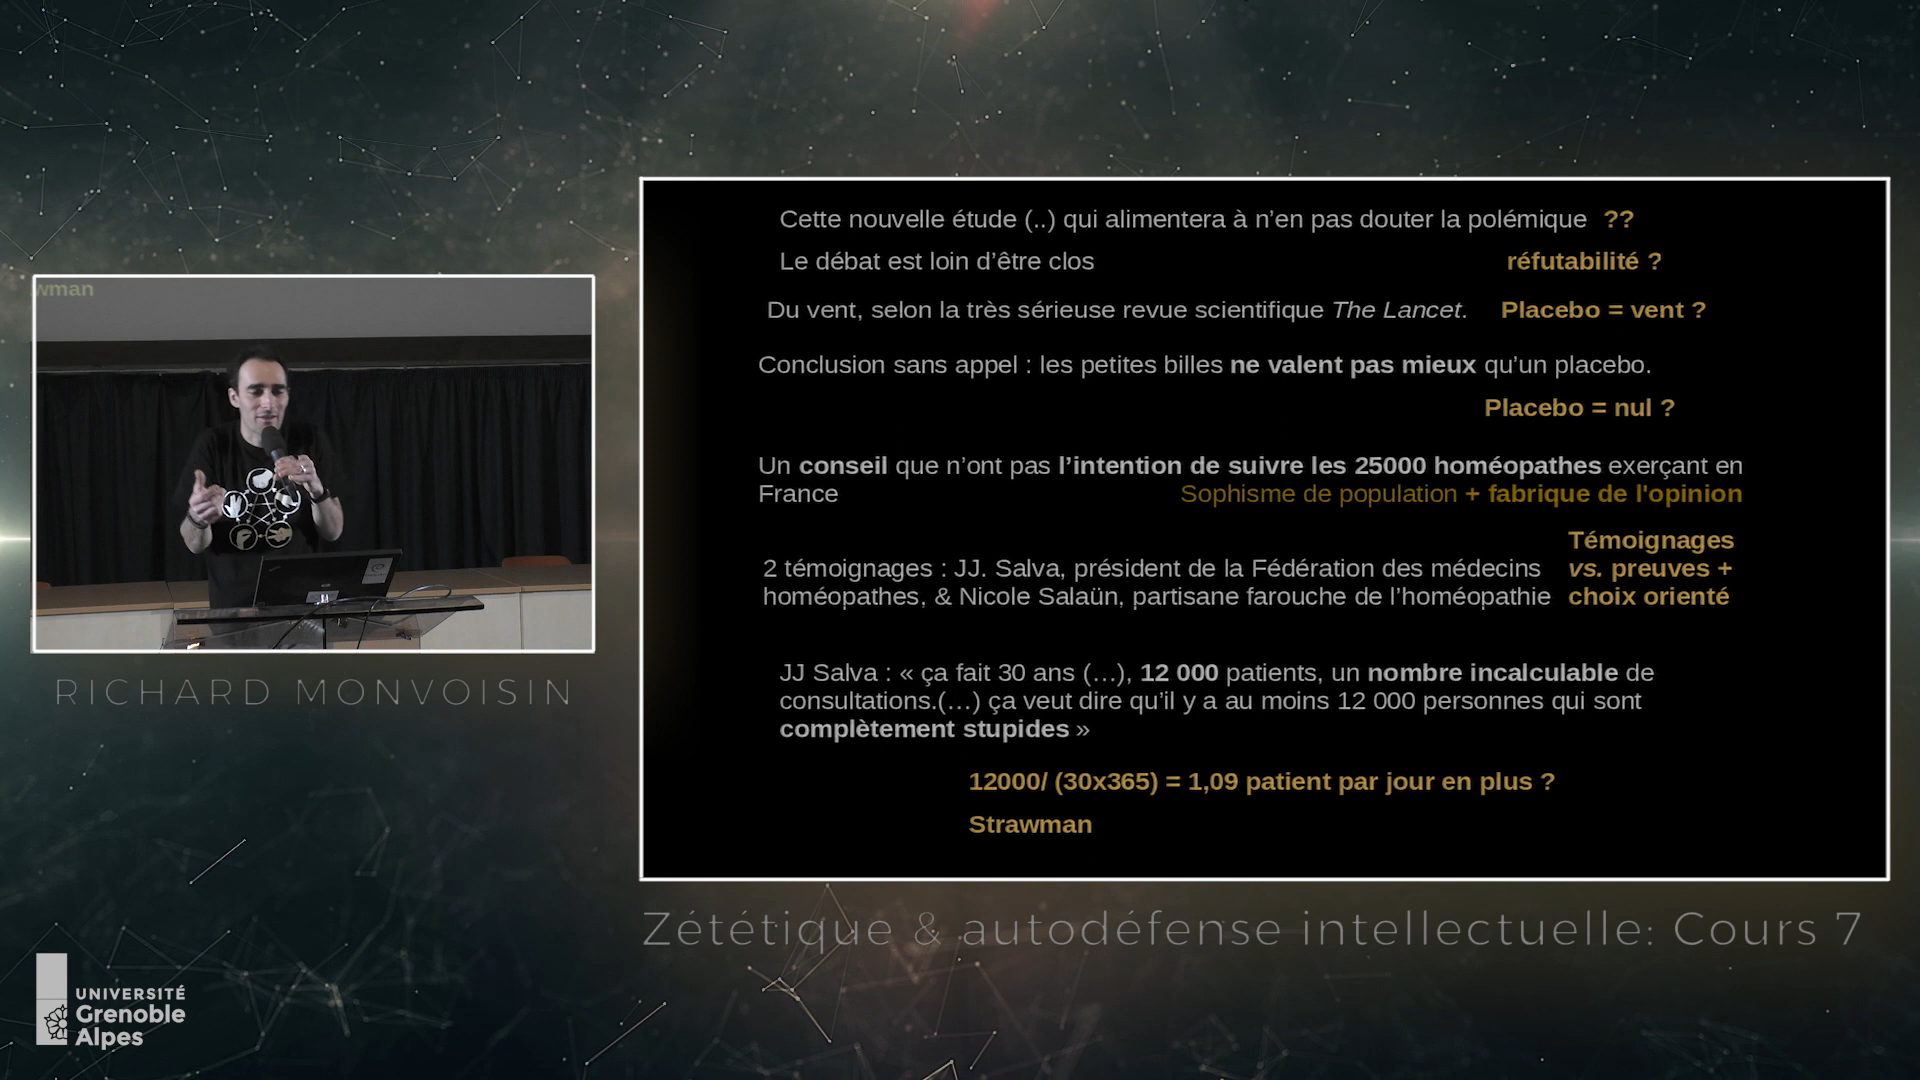 Cette nouvelle étude (..) qui alimentera à n’en pas douter la polémique ??
Le débat est loin d’être clos réfutabilité ?
Du vent, selon la très sérieuse revue scientifique The Lancet. Placebo = vent ?
Conclusion sans appel : les petites billes ne valent pas mieux qu’un placebo.
Placebo = nul ?
Un conseil que n’ont pas l’intention de suivre les 25000 homéopathes exerçant en
France Sophisme de population + fabrique de l'opinion
Témoignages
2 témoignages : JJ. Salva, président de la Fédération des médecins vs. preuves +
homéopathes, & Nicole Salaün, partisane farouche de l’homéopathie choix orienté
JJ Salva : « ça fait 30 ans (…), 12 000 patients, un nombre incalculable de
consultations.(…) ça veut dire qu’il y a au moins 12 000 personnes qui sont
complètement stupides »
12000/ (30x365) = 1,09 patient par jour en plus ?
Strawman
wman
RICHARD MONVOISIN
Zététique & autodéfense intellectuelle: Cours 7
UNIVERSITÉ
Grenoble
Alpes